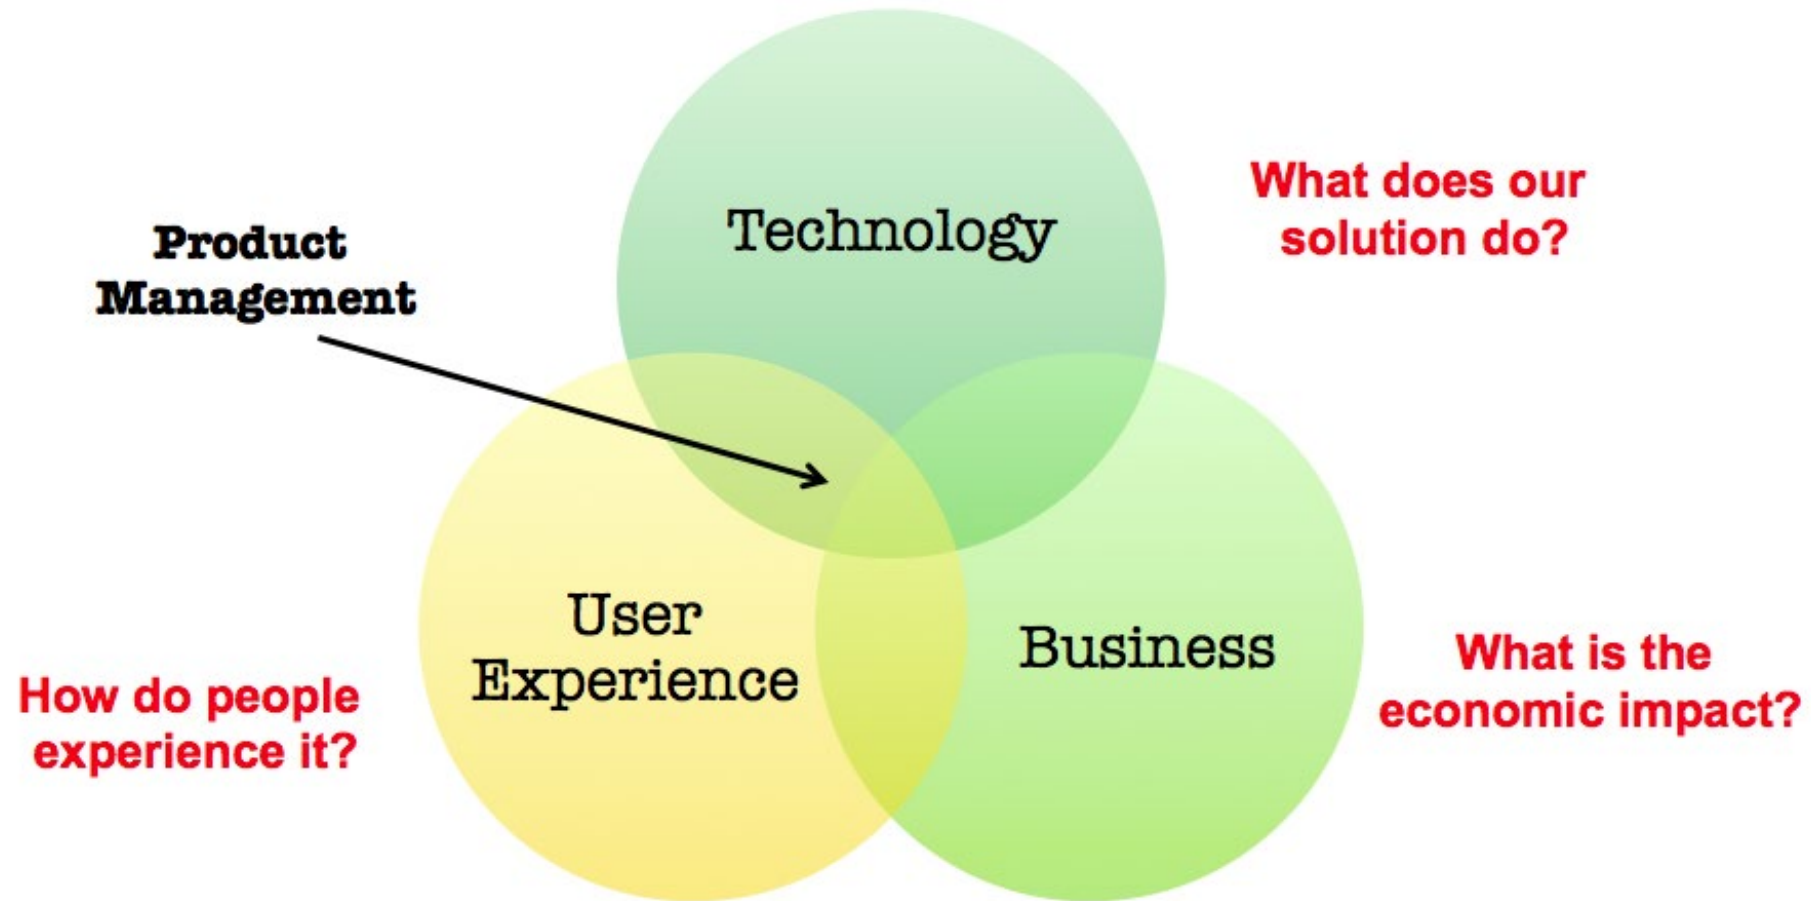 Technology
What does our
solution do?
Product
Management
User
Experience
Business
How do people
experience it?
What is the
economic impact?